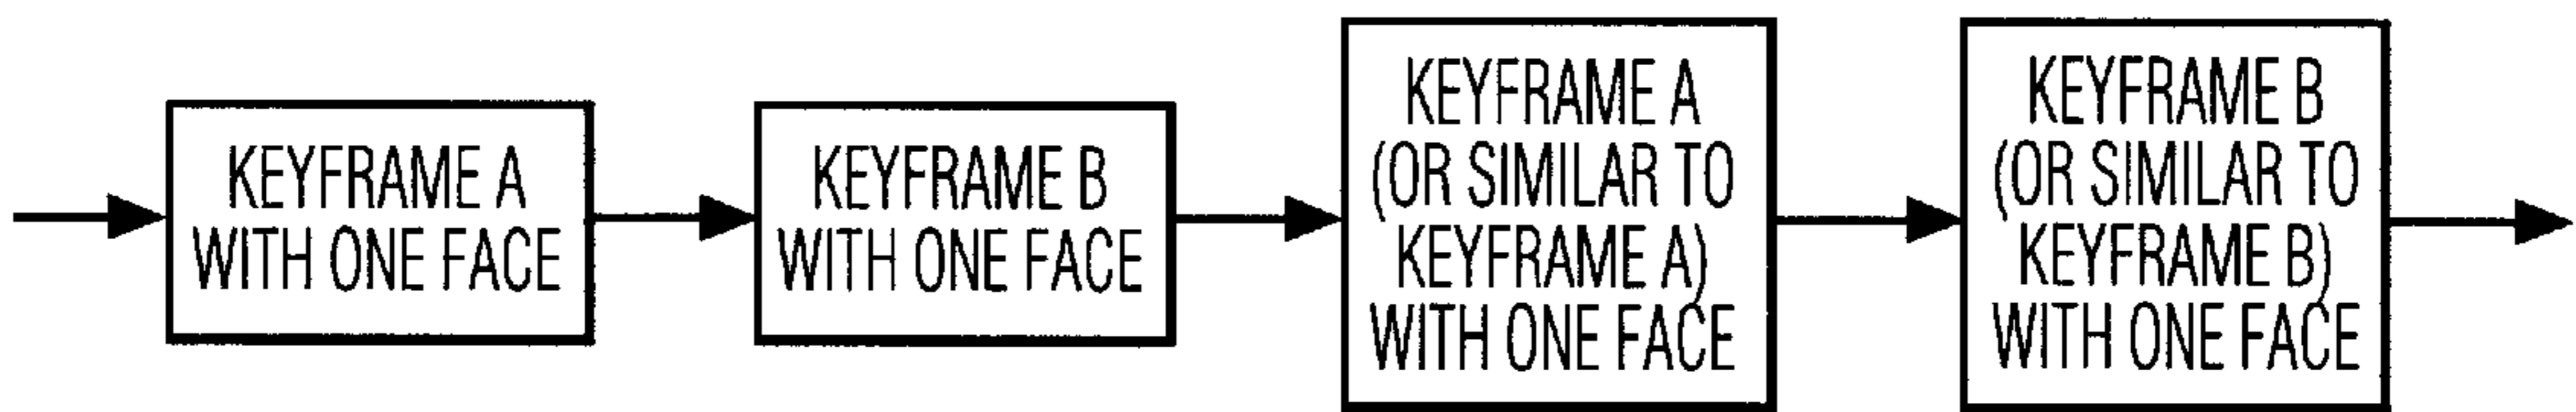 KEYFRAME A
WITH ONE FACE
KEYFRAME B
WITH ONE FACE
KEYFRAME A
(OR SIMILAR TO
KEYFRAME A)
WITH ONE FACE
KEYFRAME B
(OR SIMILAR TO
KEYFRAME B)
WITH ONE FACE